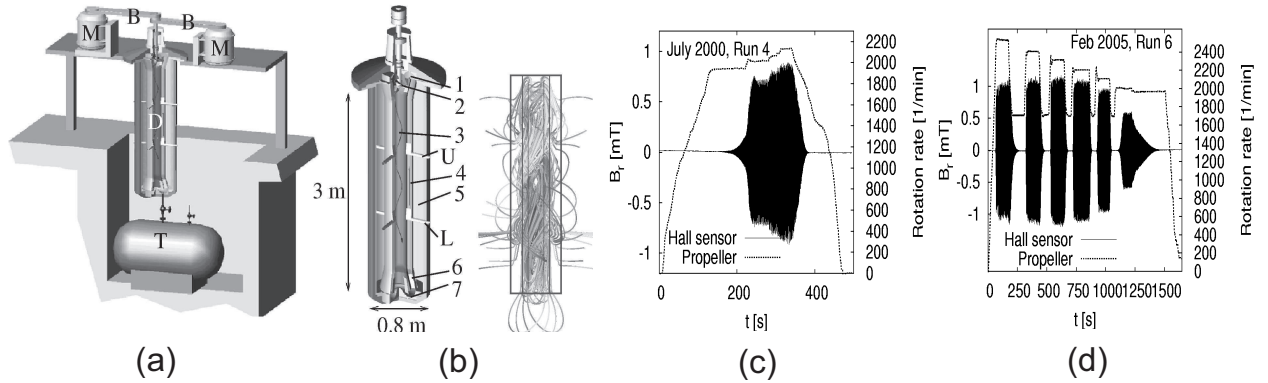 B
B
M
M
D
T
3 m
0.8 m
1
2
3
U
4
5
L
6
7
July 2000, Run 4
1
0.5
0
-0.5
-1
B_r [mT]
Hall sensor
Propeller
2200
2000
1800
1600
1400
1200
1000
800
600
400
200
0
Rotation rate [1/min]
0 200 400
t [s]
Feb 2005, Run 6
1
0.5
0
-0.5
-1
B_r [mT]
Hall sensor
Propeller
2400
2200
2000
1800
1600
1400
1200
1000
800
600
400
200
0
Rotation rate [1/min]
0 250 500 750 1000 1250 1500
t [s]
(a) (b) (c) (d)